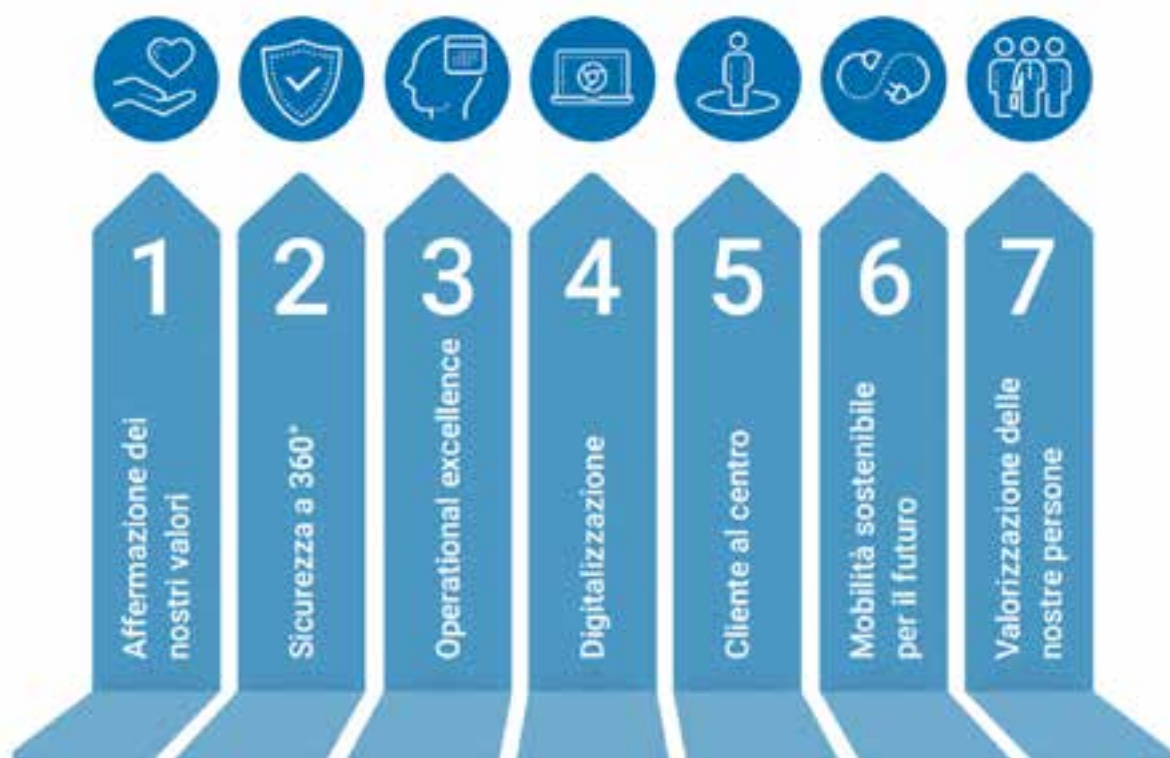 1
Affermazione dei
nostri valori
2
Sicurezza a 360°
3
Operational excellence
4
Digitalizzazione
5
Cliente al centro
6
Mobilità sostenibile
per il futuro
7
Valorizzazione delle
nostre persone